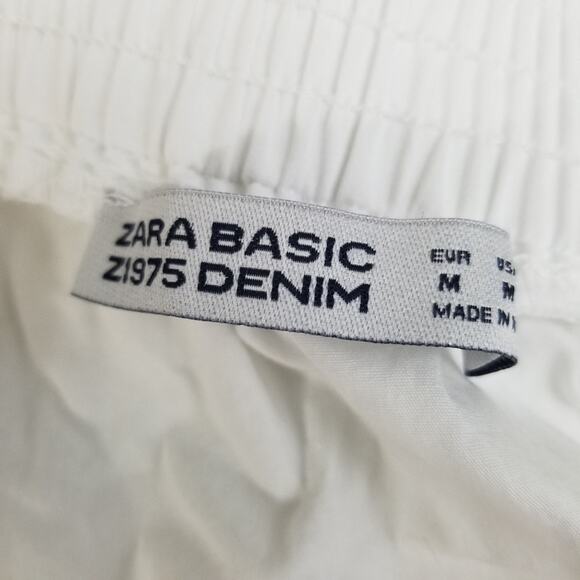 ZARA BASIC
Z1975 DENIM
EUR
M
M
MADE IN